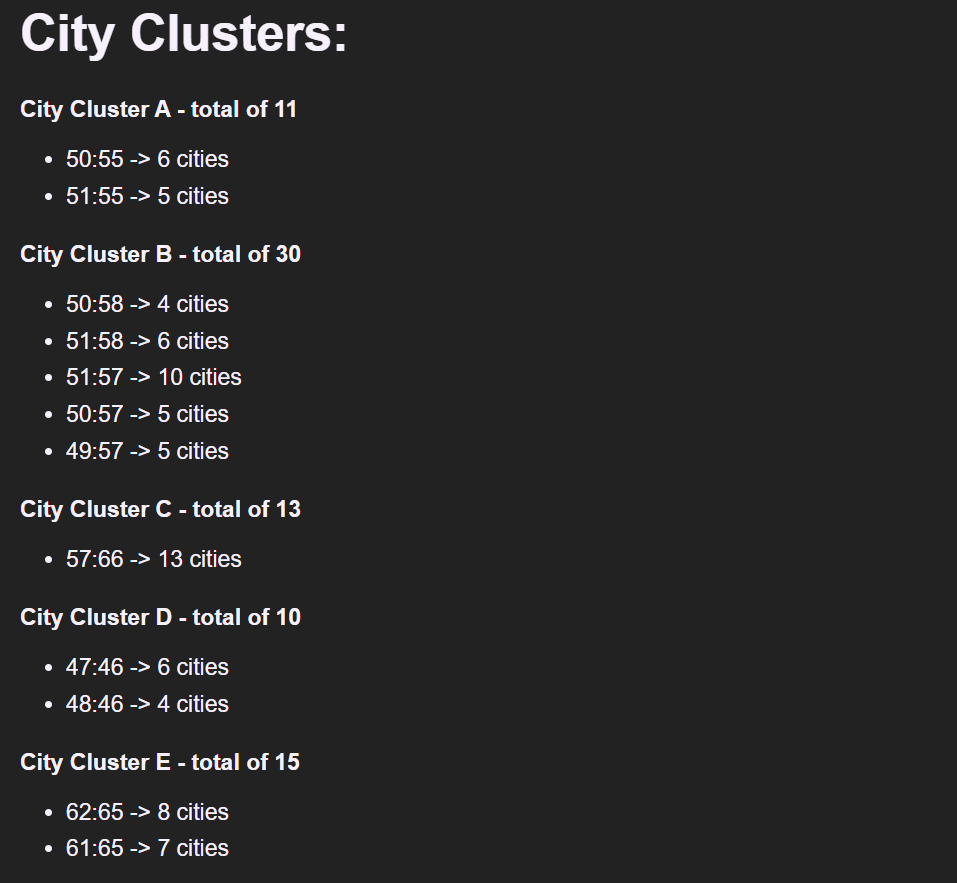 City Clusters:
City Cluster A - total of 11
• 50:55 -> 6 cities
• 51:55 -> 5 cities
City Cluster B - total of 30
• 50:58 -> 4 cities
• 51:58 -> 6 cities
• 51:57 -> 10 cities
• 50:57 -> 5 cities
• 49:57 -> 5 cities
City Cluster C - total of 13
• 57:66 -> 13 cities
City Cluster D - total of 10
• 47:46 -> 6 cities
• 48:46 -> 4 cities
City Cluster E - total of 15
• 62:65 -> 8 cities
• 61:65 -> 7 cities